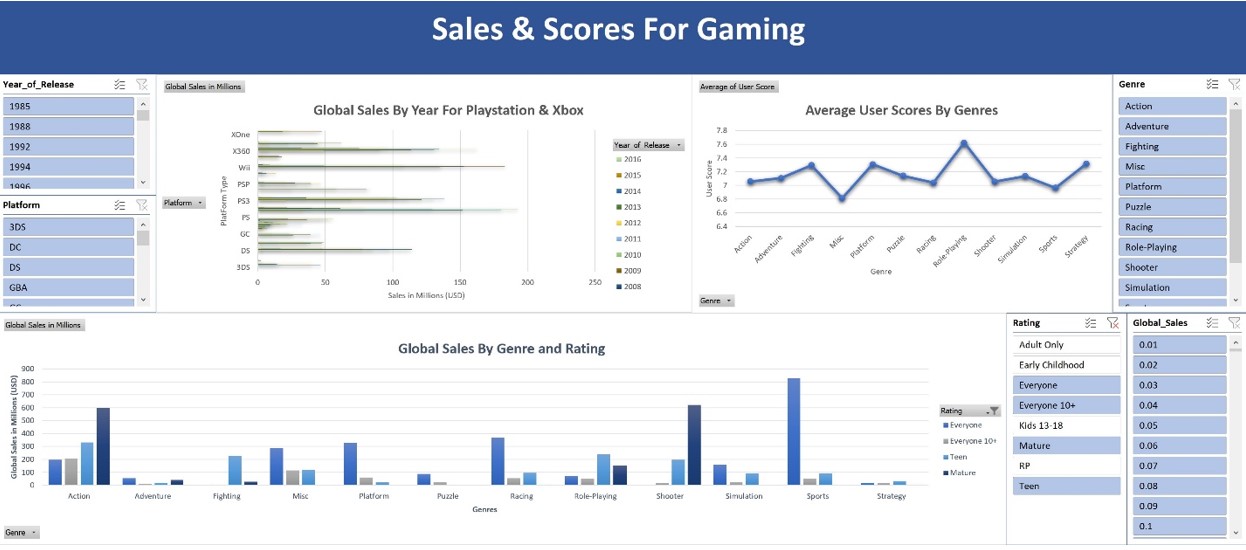 Sales & Scores For Gaming
Year_of_Release
1985
1988
1992
1994
1996
Platform
3DS
DC
DS
GBA
Global Sales in Millions
Global Sales By Year For Playstation & Xbox
Platform
Platform Type
XOne
X360
Wii
PSP
PS3
PS
GC
DS
3DS
0 50 100 150 200 250
Sales in Millions (USD)
Year_of_Release
2016
2015
2014
2013
2012
2011
2010
2009
2008
Average of User Score
Average User Scores By Genres
User Score
7.8
7.6
7.4
7.2
7
6.8
6.6
6.4
Action Adventure Fighting Misc Platform Puzzle Racing Role-Playing Shooter Simulation Sports Strategy
Genre
Genre
Genre
Action
Adventure
Fighting
Misc
Platform
Puzzle
Racing
Role-Playing
Shooter
Simulation
Global Sales in Millions
Global Sales By Genre and Rating
Global Sales in Millions (USD)
900
800
700
600
500
400
300
200
100
0
Action Adventure Fighting Misc Platform Puzzle Racing Role-Playing Shooter Simulation Sports Strategy
Genres
Genre
Rating
Everyone
Everyone 10+
Teen
Mature
Rating
Adult Only
Early Childhood
Everyone
Everyone 10+
Kids 13-18
Mature
RP
Teen
Global_Sales
0.01
0.02
0.03
0.04
0.05
0.06
0.07
0.08
0.09
0.1